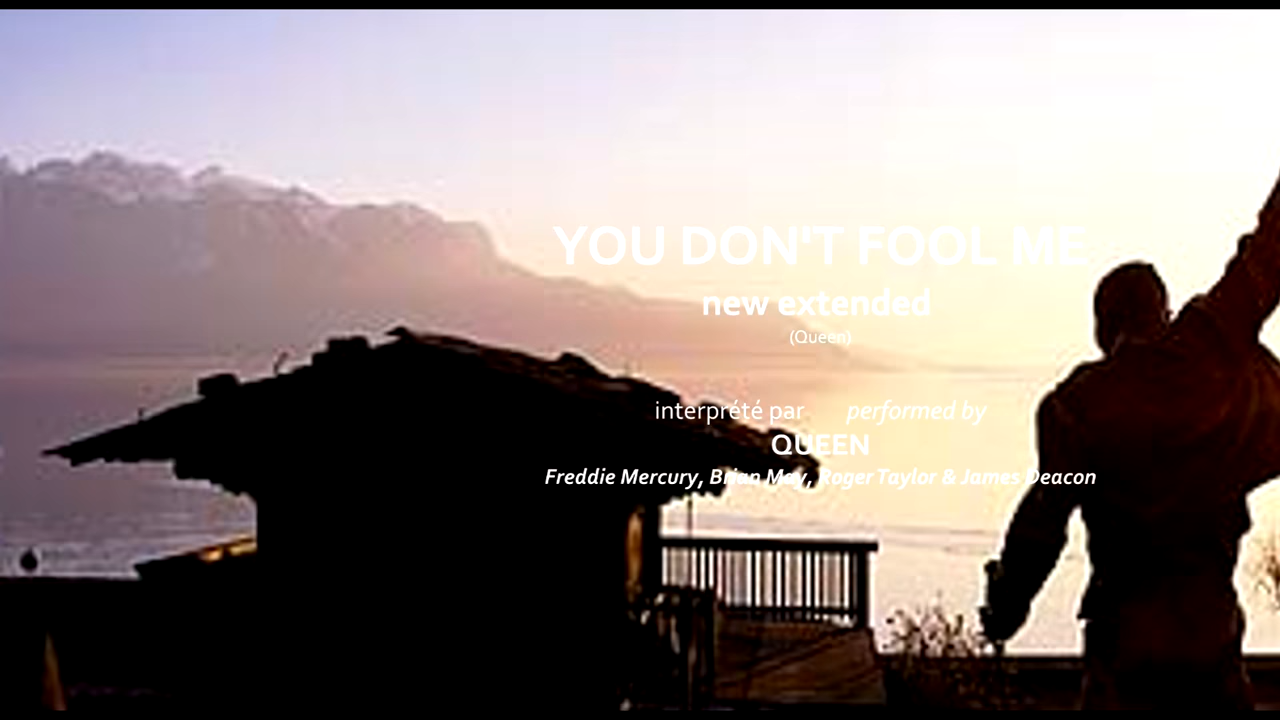 YOU DON'T FOOL ME
new extended
(Queen)
interprété par performed by
QUEEN
Freddie Mercury, Brian May, Roger Taylor & James Deacon